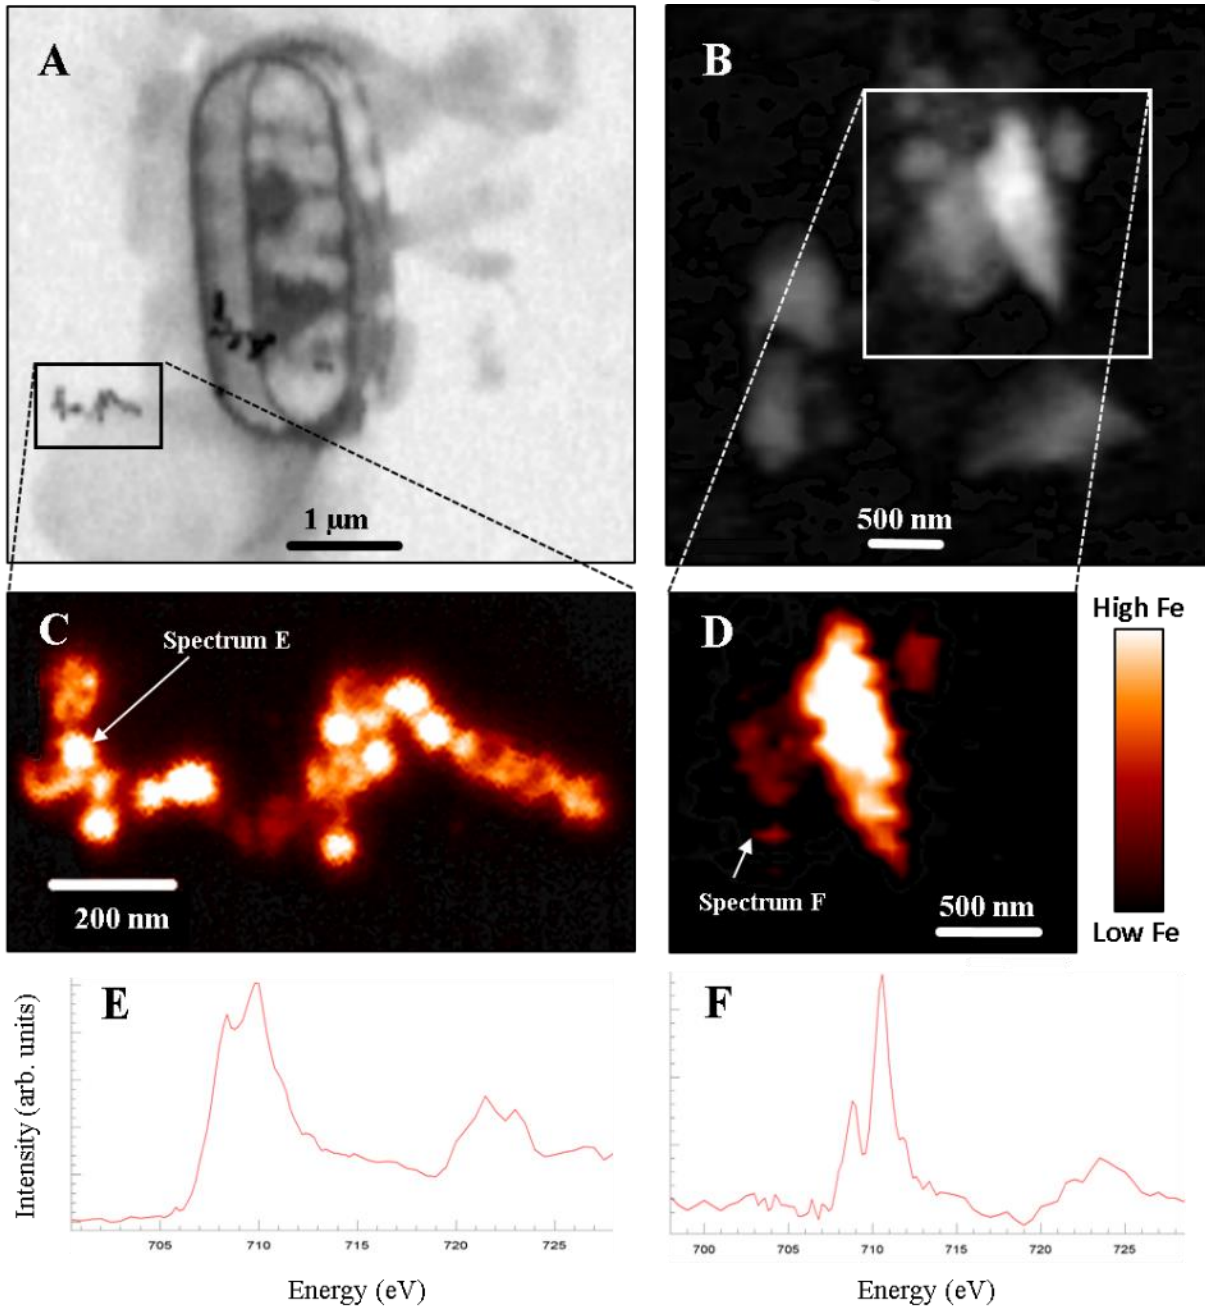 A
B
1 μm
500 nm
C
Spectrum E
200 nm
D
Spectrum F
500 nm
High Fe
Low Fe
E
F
Intensity (arb. units)
705 710 715 720 725
700 705 710 715 720 725
Energy (eV)
Energy (eV)